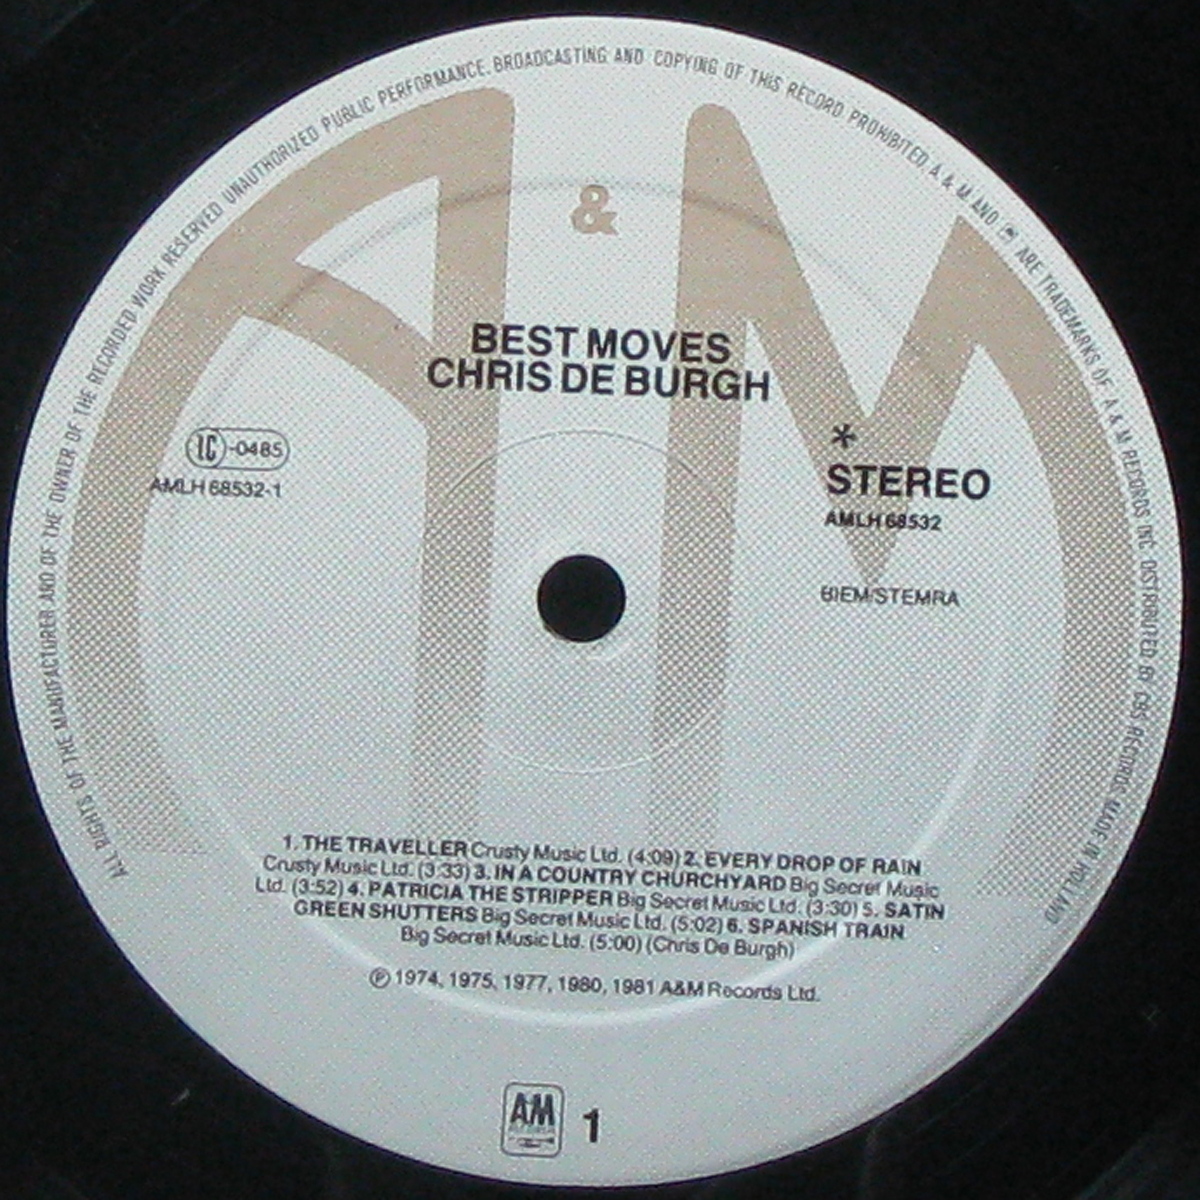 ALL RIGHTS OF THE MANUFACTURER AND OF THE OWNER OF THE RECORDED WORK RESERVED UNAUTHORIZED PUBLIC PERFORMANCE. BROADCASTING AND COPYING OF THIS RECORD PROHIBITED. A & M AND ARE TRADEMARKS OF A & M RECORDS INC. DISTRIBUTED BY CBS RECORDS MADE IN HOLLAND
A & M
BEST MOVES
CHRIS DE BURGH
LC-0485
AMLH 68532-1
*
STEREO
AMLH 68532
BIEM/STEMRA
1. THE TRAVELLER Crusty Music Ltd. (4:09) 2. EVERY DROP OF RAIN
Crusty Music Ltd. (3:33) 3. IN A COUNTRY CHURCHYARD Big Secret Music
Ltd. (3:52) 4. PATRICIA THE STRIPPER Big Secret Music Ltd. (3:30) 5. SATIN
GREEN SHUTTERS Big Secret Music Ltd. (5:02) 6. SPANISH TRAIN
Big Secret Music Ltd. (5:00) (Chris De Burgh)
℗ 1974, 1975, 1977, 1980, 1981 A&M Records Ltd.
A&M
1